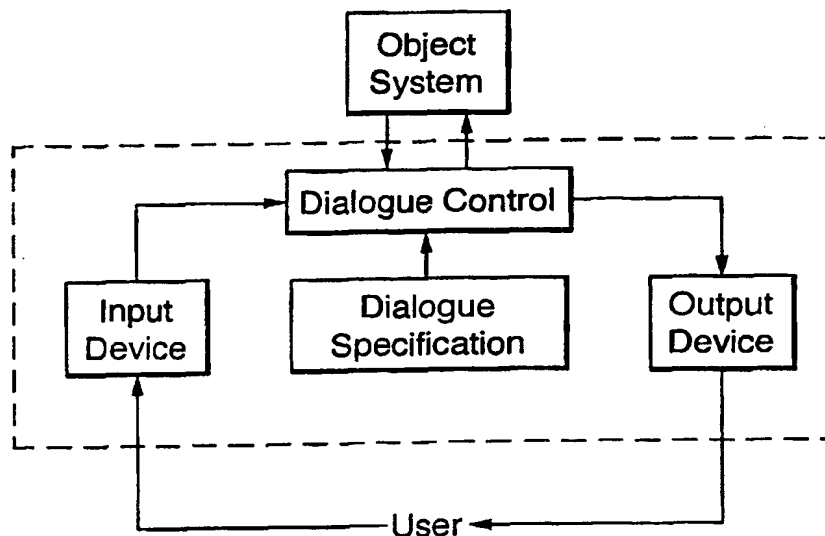 Object
System
Dialogue Control
Input
Device
Dialogue
Specification
Output
Device
User